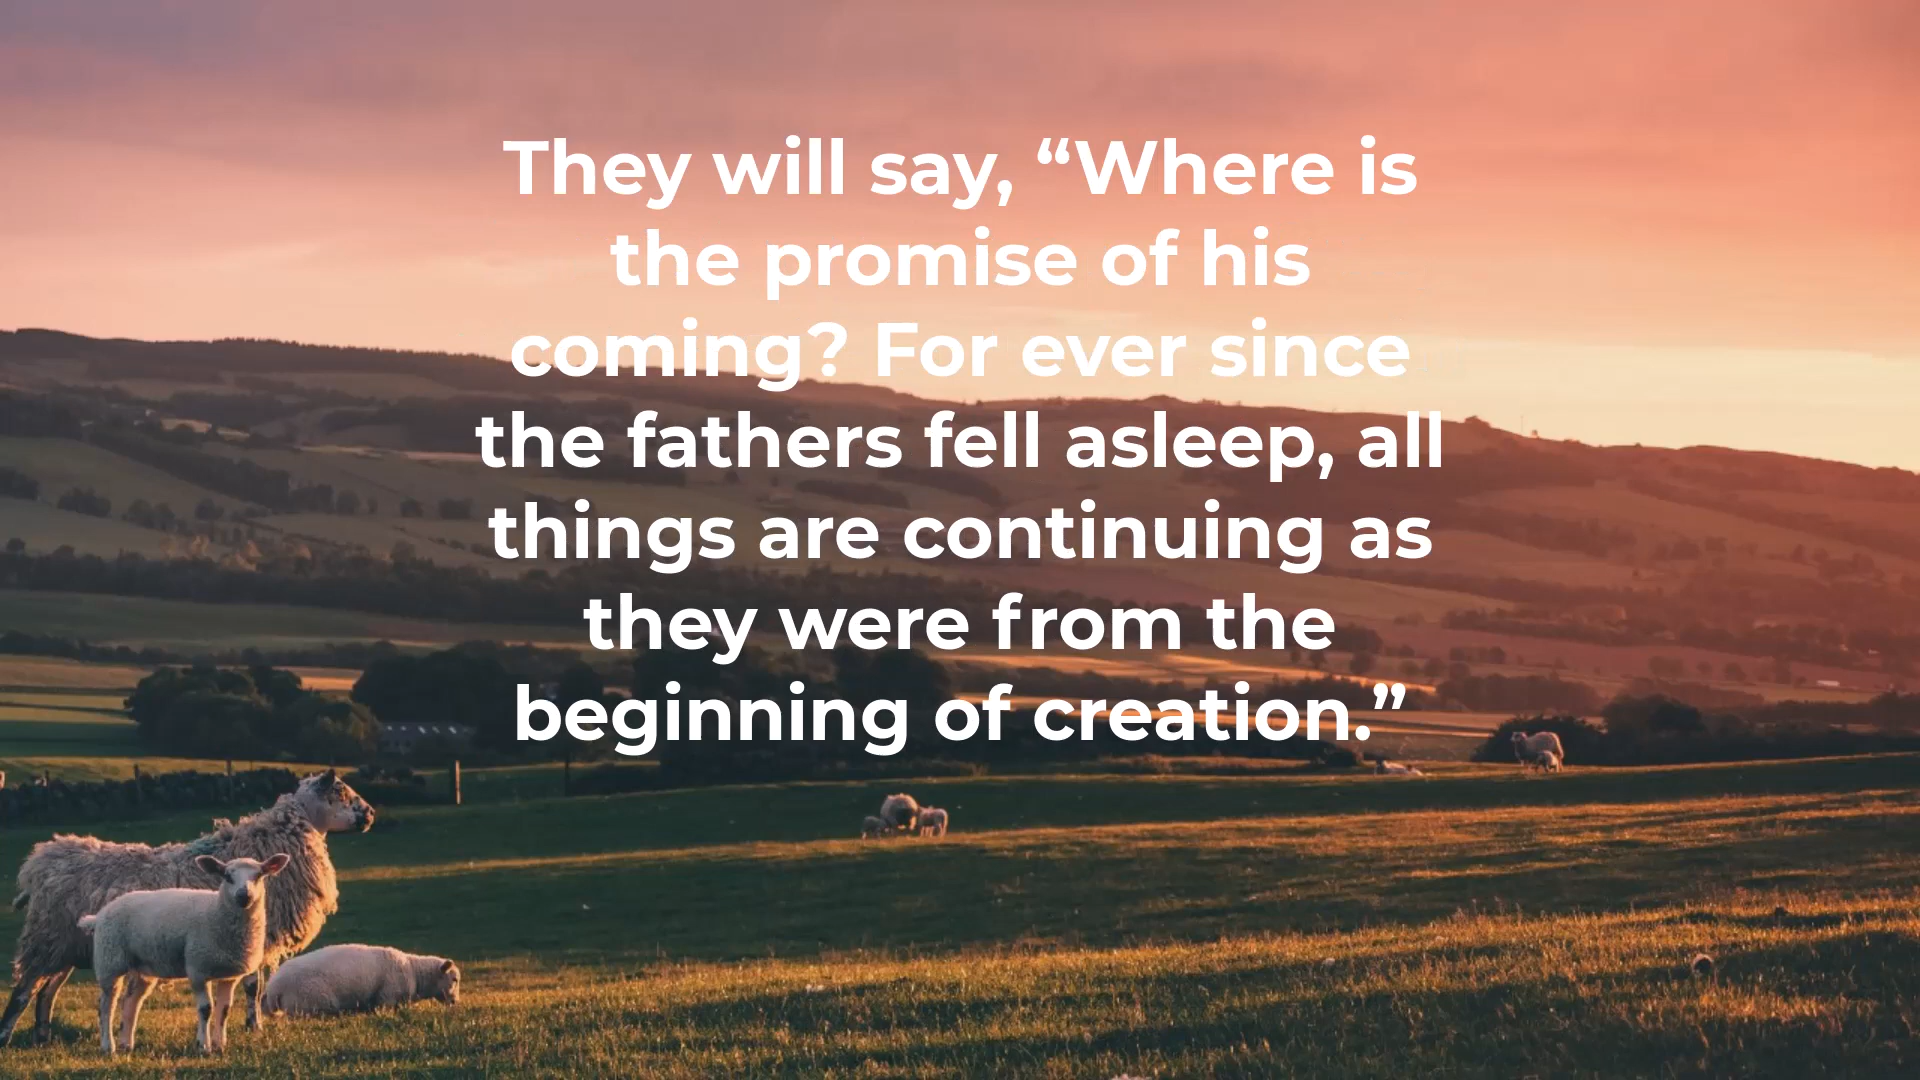 They will say, “Where is
the promise of his
coming? For ever since
the fathers fell asleep, all
things are continuing as
they were from the
beginning of creation.”